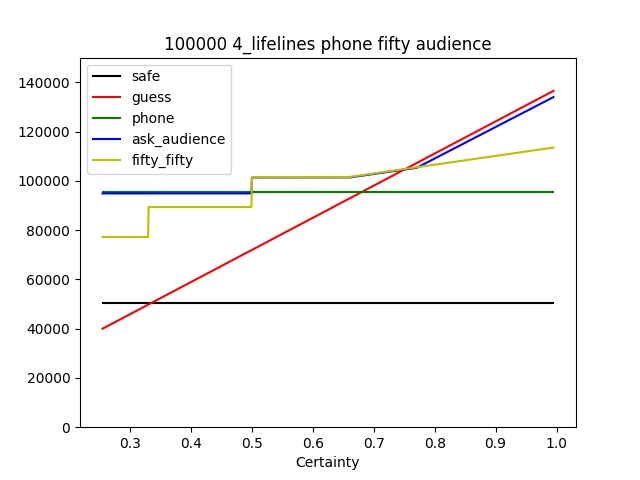 100000 4_lifelines phone fifty audience
safe
guess
phone
ask_audience
fifty_fifty
140000
120000
100000
80000
60000
40000
20000
0
0.3 0.4 0.5 0.6 0.7 0.8 0.9 1.0
Certainty